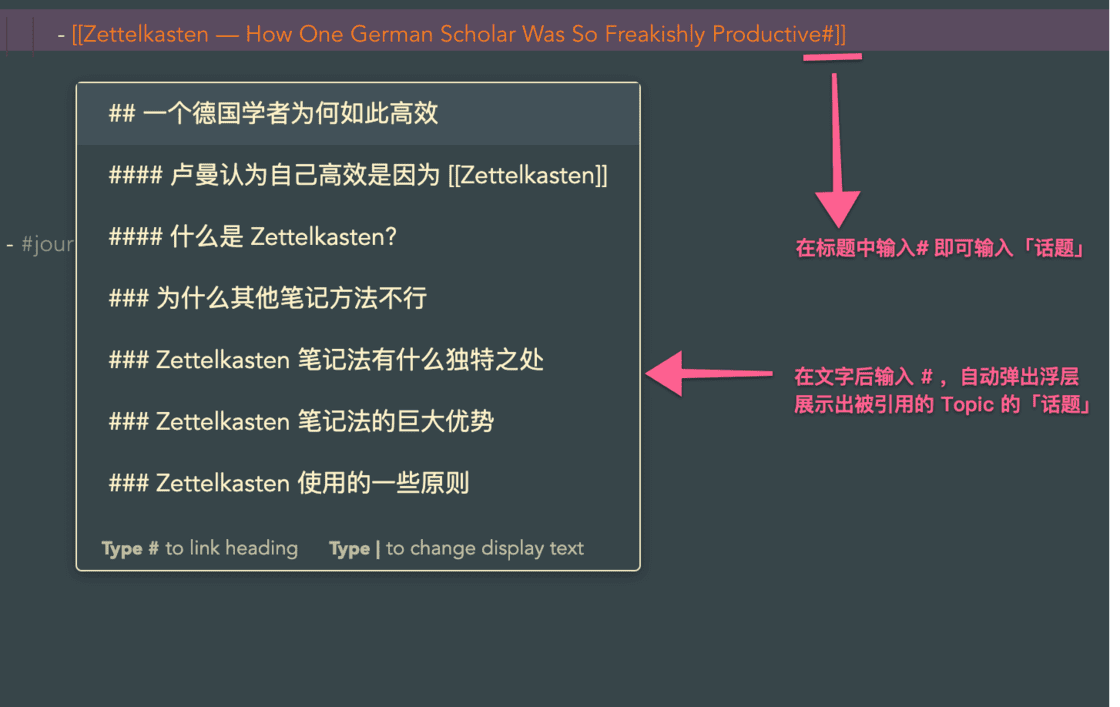 - [[Zettelkasten — How One German Scholar Was So Freakishly Productive#]]
## 一个德国学者为何如此高效
#### 卢曼认为自己高效是因为 [[Zettelkasten]]
#### 什么是 Zettelkasten?
- #jour
在标题中输入# 即可输入「话题」
### 为什么其他笔记方法不行
### Zettelkasten 笔记法有什么独特之处
在文字后输入 # ，自动弹出浮层
展示出被引用的 Topic 的「话题」
### Zettelkasten 笔记法的巨大优势
### Zettelkasten 使用的一些原则
Type # to link heading Type | to change display text